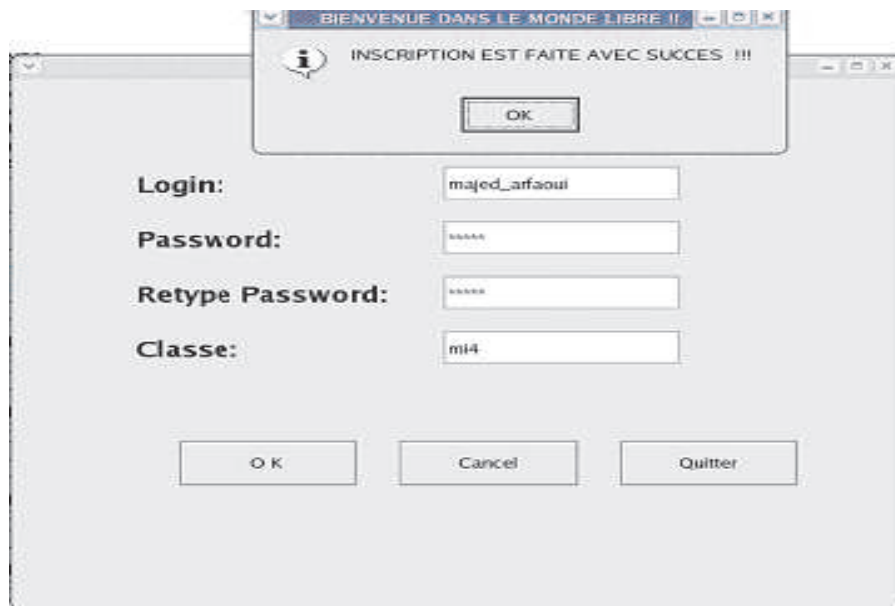 BIENVENUE DANS LE MONDE LIBRE !!
INSCRIPTION EST FAITE AVEC SUCCES !!!
OK
Login: majed_arfaoui
Password: *****
Retype Password: *****
Classe: mi4
O K Cancel Quitter